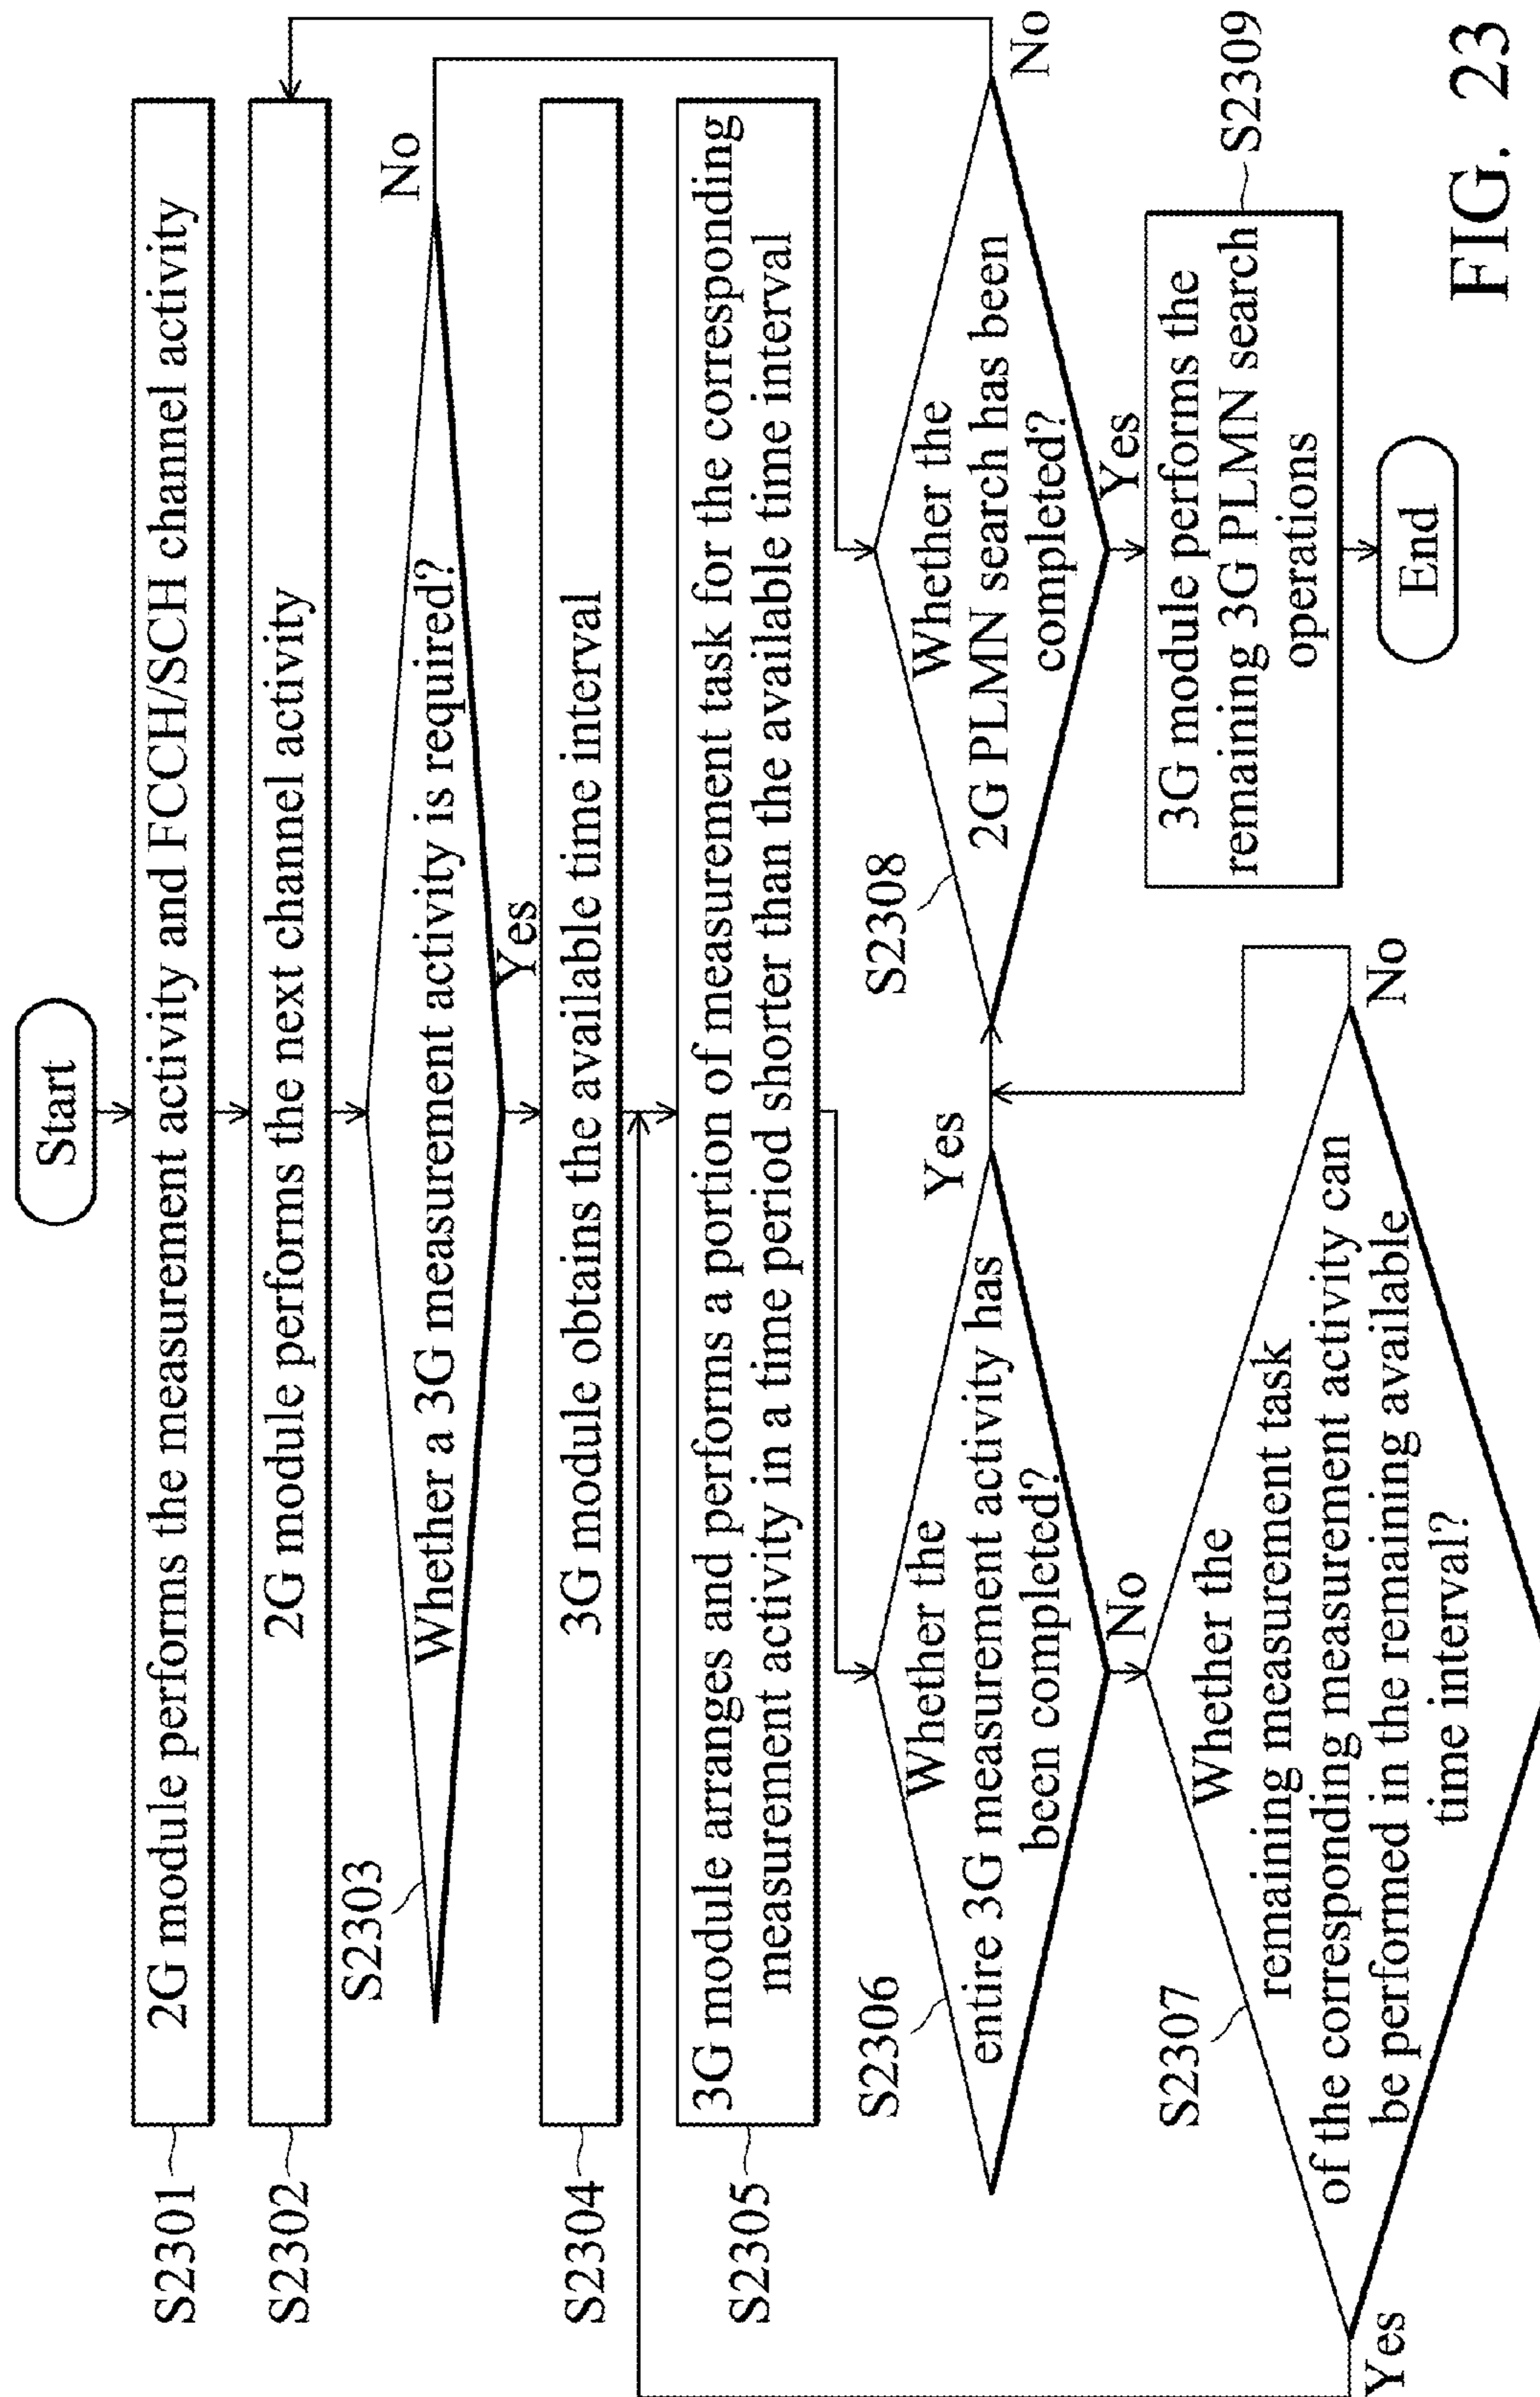 Start
S2301
2G module performs the measurement activity and FCCH/SCH channel activity
S2302
2G module performs the next channel activity
S2303
Whether a 3G measurement activity is required?
No
Yes
S2304
3G module obtains the available time interval
S2305
3G module arranges and performs a portion of measurement task for the corresponding
measurement activity in a time period shorter than the available time interval
S2306
Whether the
entire 3G measurement activity has
been completed?
Yes
No
S2307
Whether the
remaining measurement task
of the corresponding measurement activity can
be performed in the remaining available
time interval?
Yes
No
S2308
Whether the
2G PLMN search has been
completed?
No
Yes
3G module performs the
remaining 3G PLMN search
operations
S2309
End
FIG. 23